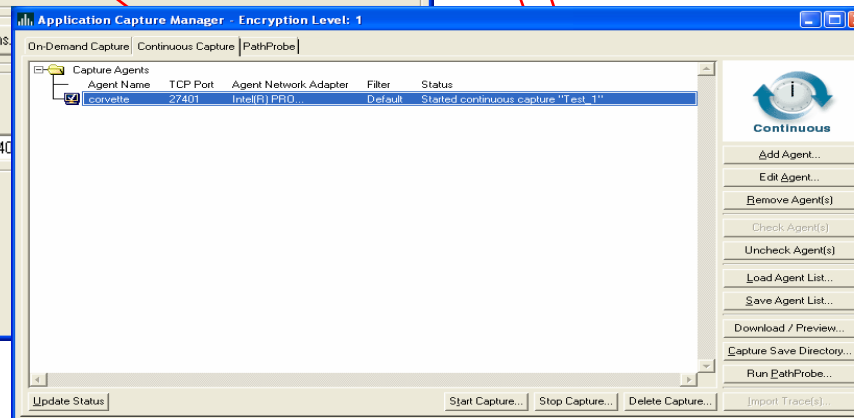 Application Capture Manager - Encryption Level: 1
On-Demand Capture Continuous Capture PathProbe
Capture Agents
Agent Name TCP Port Agent Network Adapter Filter Status
corvette 27401 Intel(R) PRO... Default Started continuous capture "Test_1"
Continuous
Add Agent...
Edit Agent...
Remove Agent(s)
Check Agent(s)
Uncheck Agent(s)
Load Agent List...
Save Agent List...
Download / Preview...
Capture Save Directory...
Run PathProbe...
Update Status Start Capture... Stop Capture... Delete Capture... Import Trace(s)...